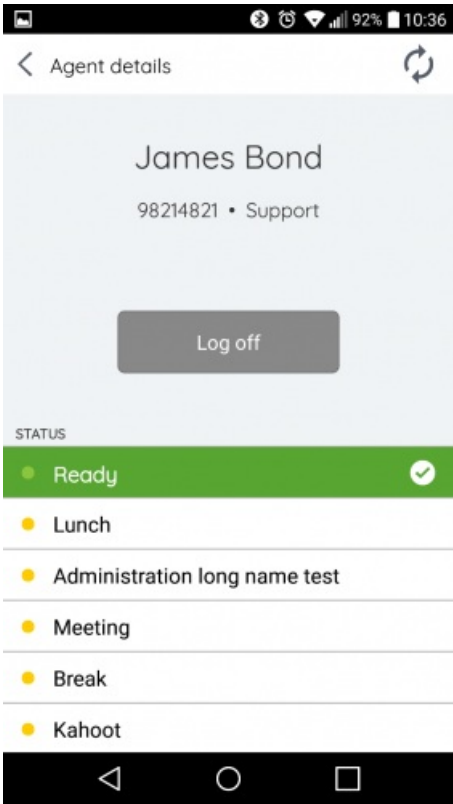 92% 10:36
Agent details
James Bond
98214821 • Support
Log off
STATUS
Ready
Lunch
Administration long name test
Meeting
Break
Kahoot